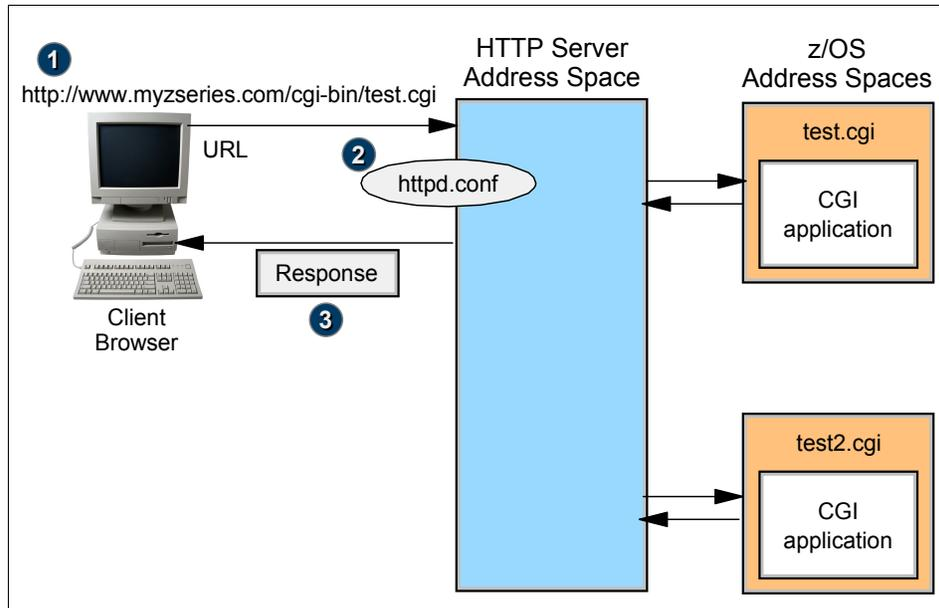 1
http://www.myzseries.com/cgi-bin/test.cgi
URL
2
httpd.conf
Response
3
Client
Browser
HTTP Server
Address Space
z/OS
Address Spaces
test.cgi
CGI
application
test2.cgi
CGI
application